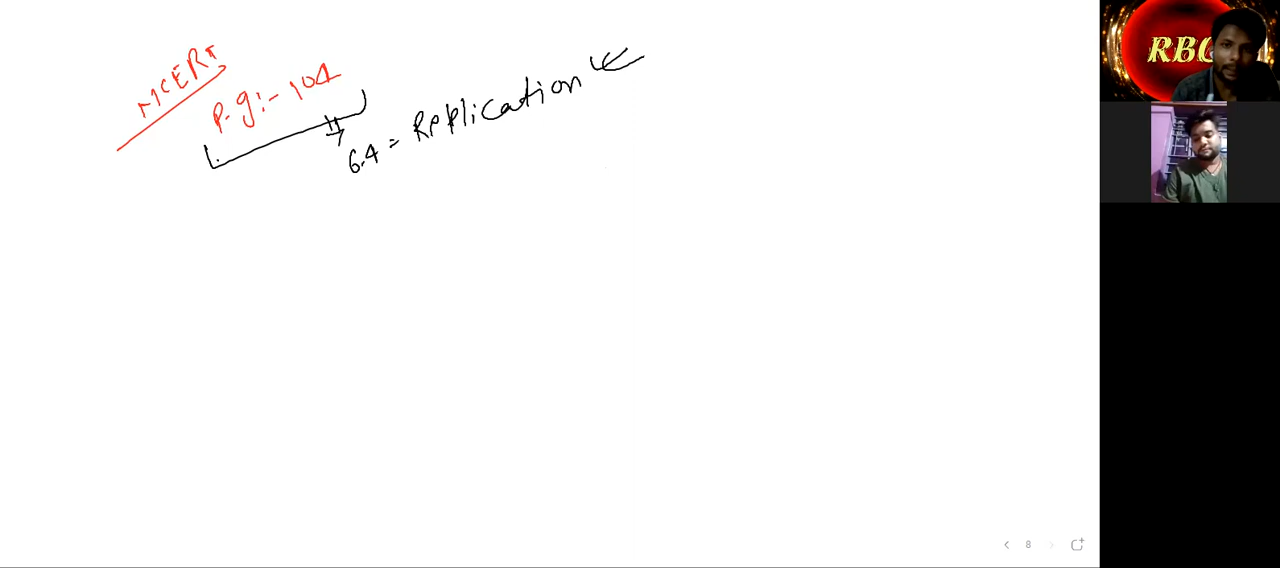 NCERT
P.g:- 104
6.4 = Replication
RBC
8